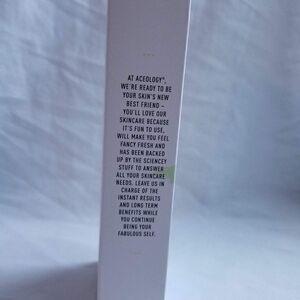 AT ACEOLOGY™,
WE'RE READY TO BE
YOUR SKIN'S NEW
BEST FRIEND –
YOU'LL LOVE OUR
SKINCARE BECAUSE
IT'S FUN TO USE,
WILL MAKE YOU FEEL
FANCY FRESH AND
HAS BEEN BACKED
UP BY THE SCIENCEY
STUFF TO ANSWER
ALL YOUR SKINCARE
NEEDS. LEAVE US IN
CHARGE OF THE
INSTANT RESULTS
AND LONG TERM
BENEFITS WHILE
YOU CONTINUE
BEING YOUR
FABULOUS SELF.